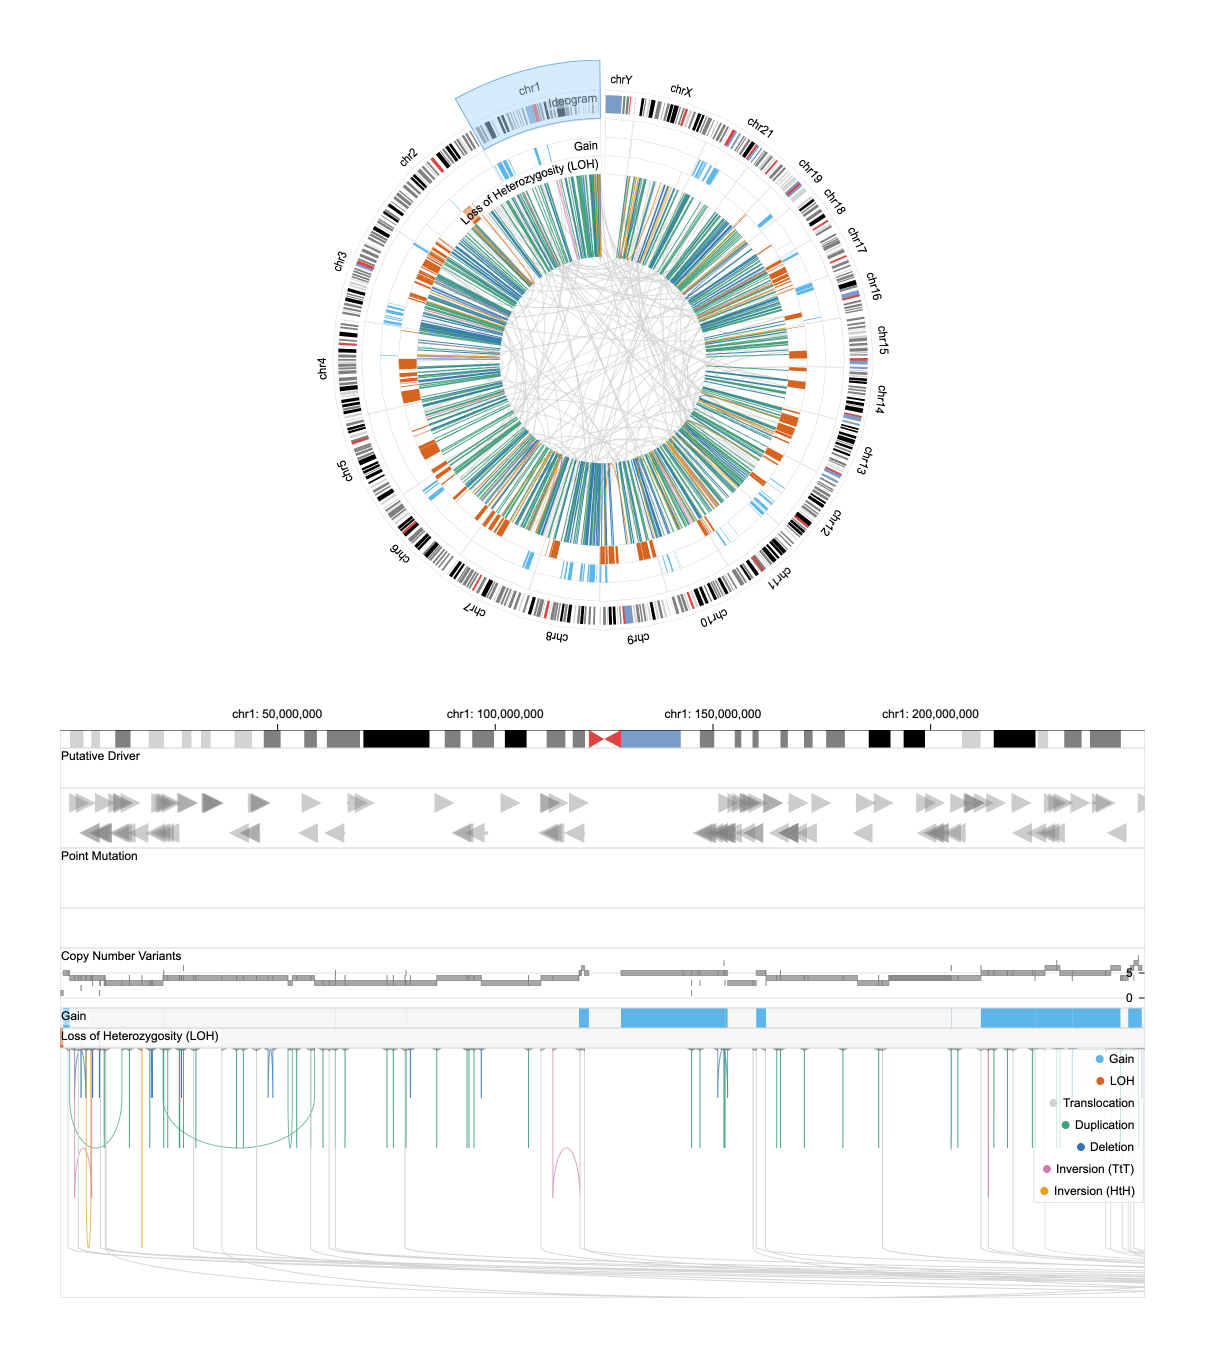 chrY
chrX
chr1
Ideogram
chr21
chr2
Gain
chr19
Loss of Heterozygosity (LOH)
chr18
chr17
chr3
chr16
chr15
chr4
chr14
chr13
chr5
chr12
chr6
chr11
chr7
chr10
chr8
chr9
chr1: 50,000,000
chr1: 100,000,000
chr1: 150,000,000
chr1: 200,000,000
Putative Driver
Point Mutation
Copy Number Variants
5
0
Gain
Loss of Heterozygosity (LOH)
Gain
LOH
Translocation
Duplication
Deletion
Inversion (TtT)
Inversion (HtH)